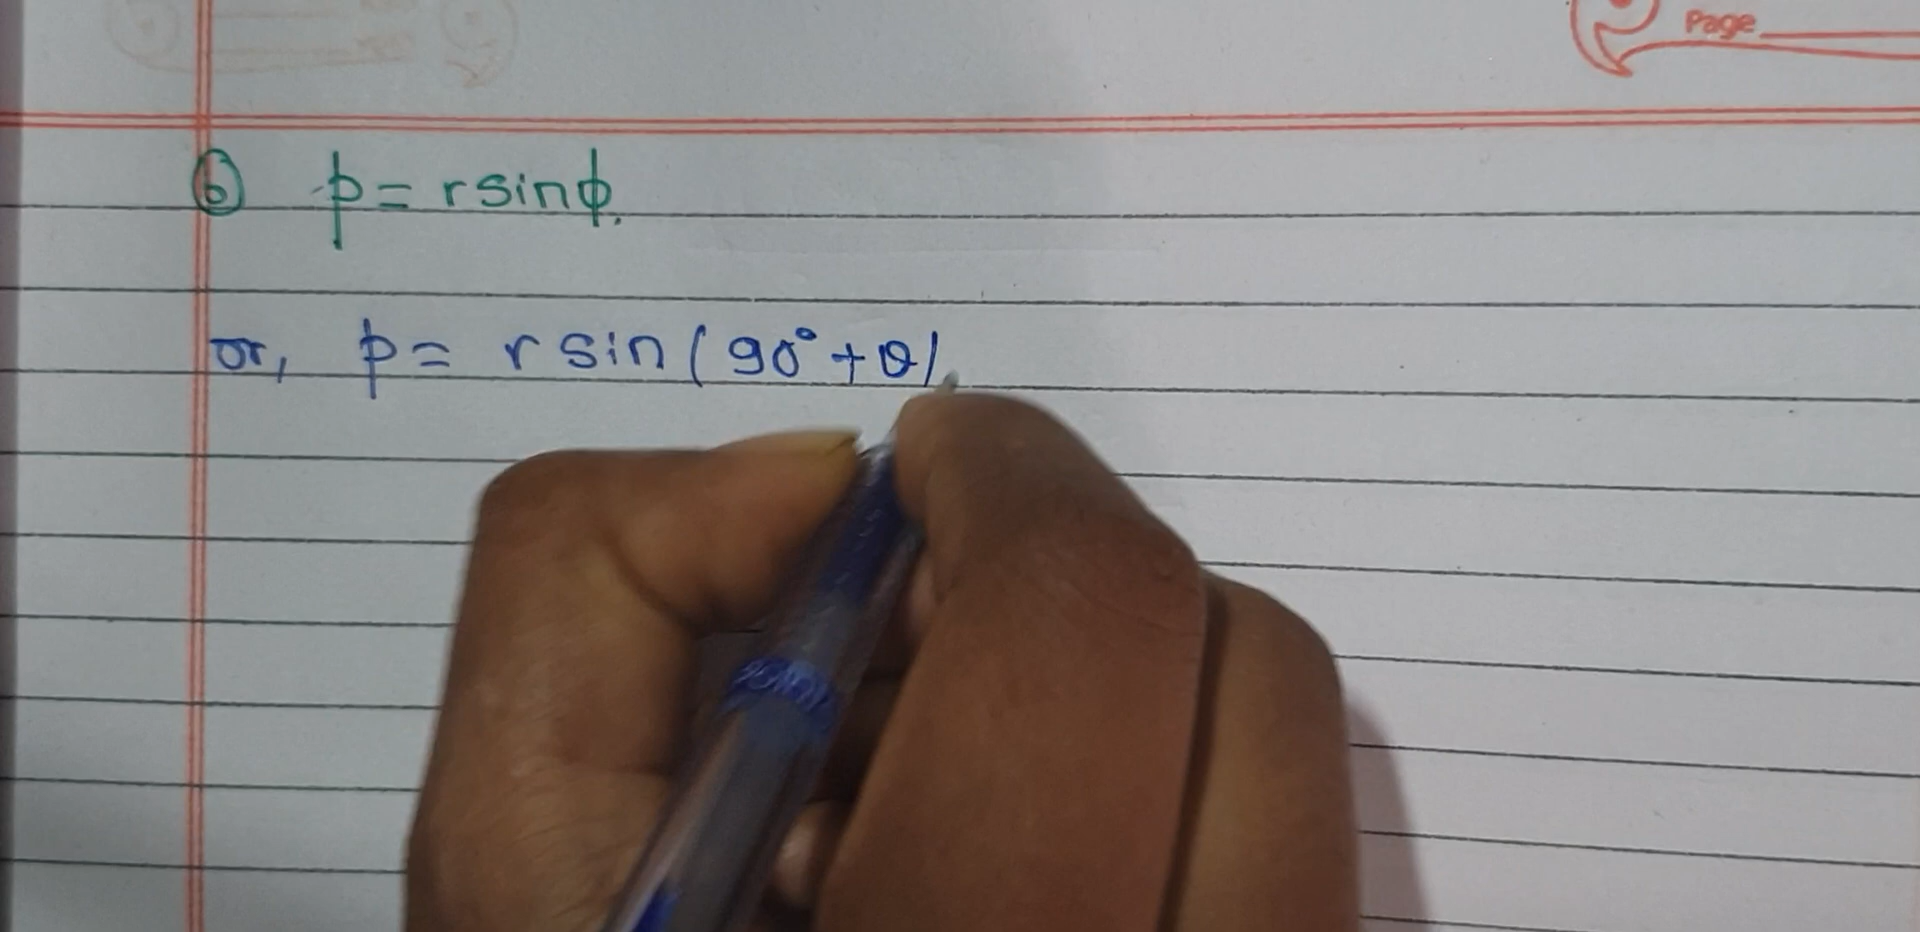 Page
ⓑ p = r sinϕ.
or, p = r sin(90° + θ)